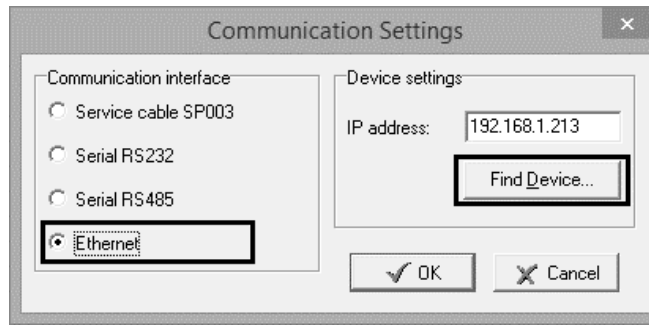 Communication Settings
Communication interface
Service cable SP003
Serial RS232
Serial RS485
Ethernet
Device settings
IP address: 192.168.1.213
Find Device...
OK
Cancel